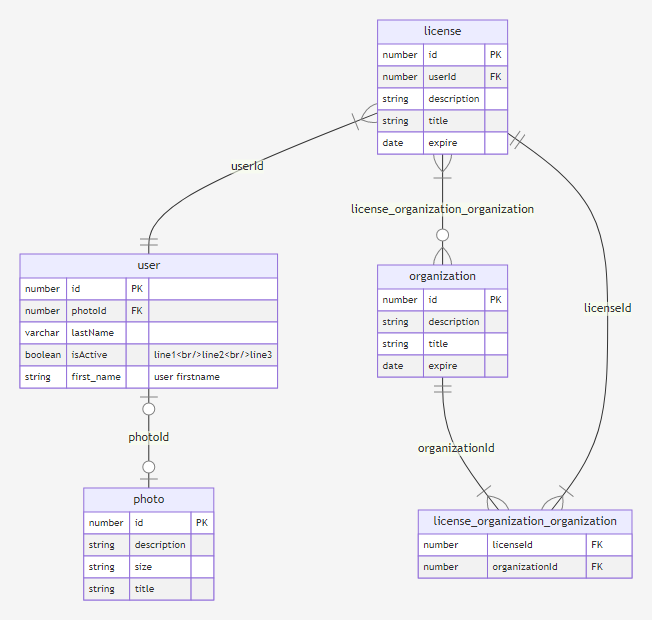 license
number id PK
number userId FK
string description
string title
date expire
userId
license_organization_organization
user
number id PK
number photoId FK
varchar lastName
boolean isActive line1<br/>line2<br/>line3
string first_name user firstname
organization
number id PK
string description
string title
date expire
licenseId
photoId
organizationId
photo
number id PK
string description
string size
string title
license_organization_organization
number licenseId FK
number organizationId FK